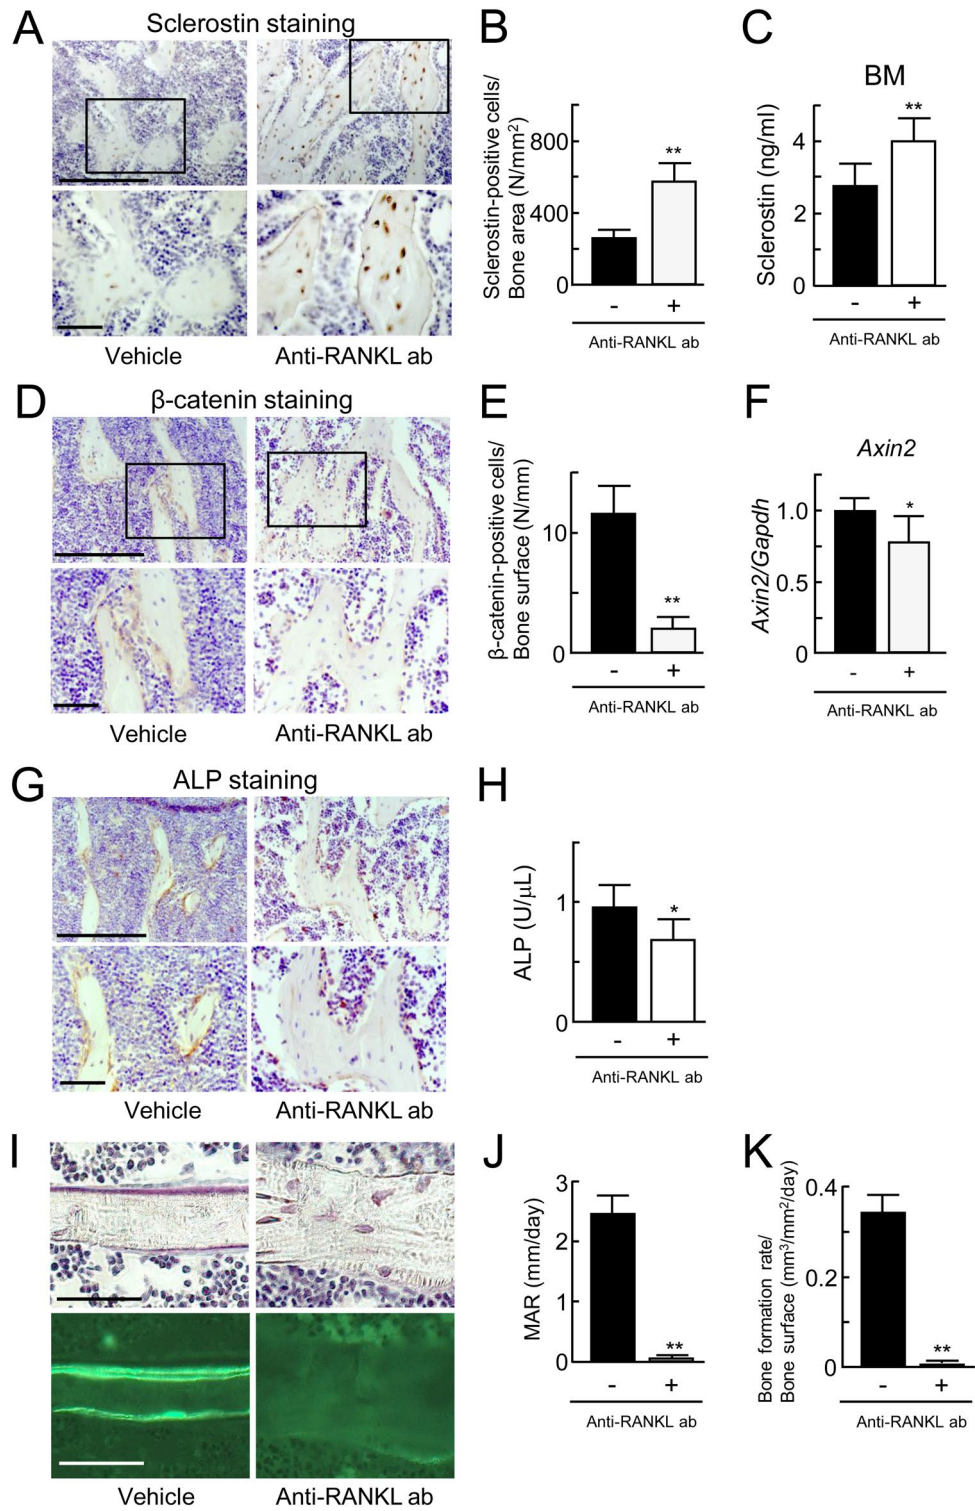 A
Sclerostin staining
Vehicle
Anti-RANKL ab
B
Sclerostin-positive cells/
Bone area (N/mm²)
800
400
0
**
-
+
Anti-RANKL ab
C
BM
Sclerostin (ng/ml)
6
4
2
0
**
-
+
Anti-RANKL ab
D
β-catenin staining
Vehicle
Anti-RANKL ab
E
β-catenin-positive cells/
Bone surface (N/mm)
10
0
**
-
+
Anti-RANKL ab
F
Axin2
Axin2/Gapdh
1.0
0.5
0
*
-
+
Anti-RANKL ab
G
ALP staining
Vehicle
Anti-RANKL ab
H
ALP (U/μL)
1
0
*
-
+
Anti-RANKL ab
I
Vehicle
Anti-RANKL ab
J
MAR (mm/day)
3
2
1
0
**
-
+
Anti-RANKL ab
K
Bone formation rate/
Bone surface (mm³/mm²/day)
0.4
0.2
0
**
-
+
Anti-RANKL ab